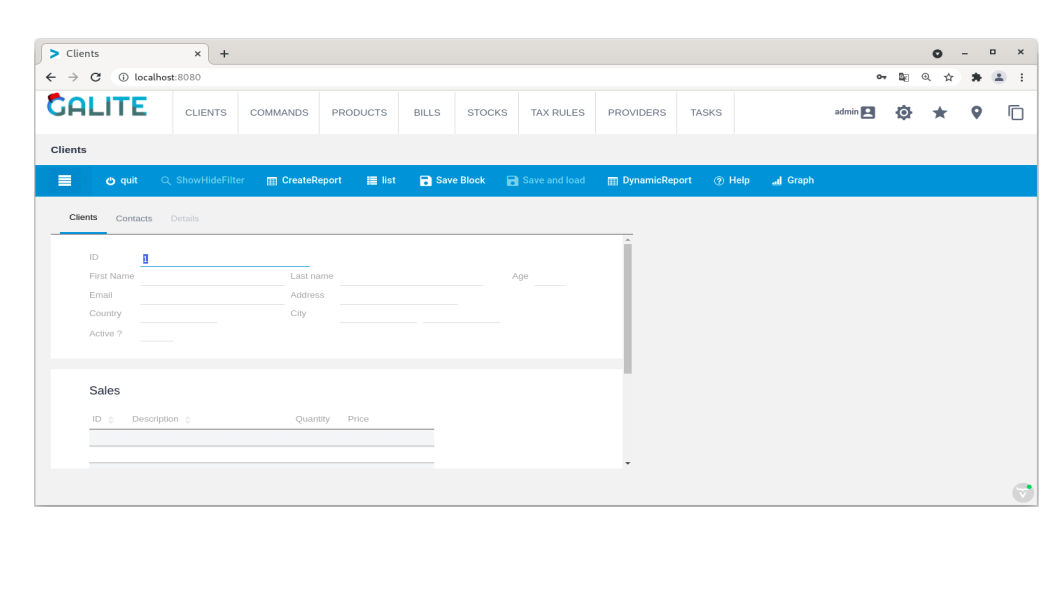 Clients
localhost:8080
GALITE CLIENTS COMMANDS PRODUCTS BILLS STOCKS TAX RULES PROVIDERS TASKS admin
Clients
quit ShowHideFilter CreateReport list Save Block Save and load DynamicReport Help Graph
Clients Contacts Details
ID 1
First Name Last name Age
Email Address
Country City
Active ?
Sales
ID Description Quantity Price